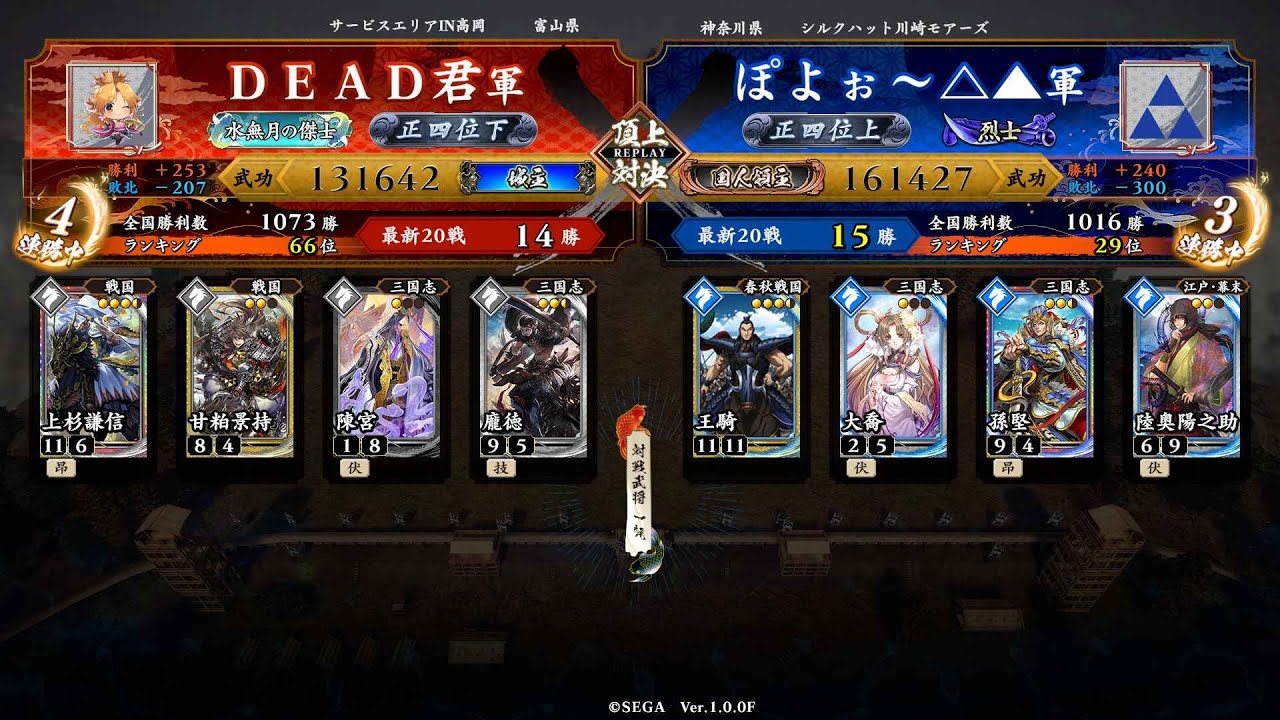 サービスエリアIN高岡 富山県
神奈川県 シルクハット川崎モアーズ
DEAD君軍
ぽよぉ～△▲軍
水無月の傑士 正四位下
正四位上 烈士
頂上
REPLAY
対決
勝利 +253
敗北 -207
武功 131642 城主
国人領主 161427 武功
勝利 +240
敗北 -300
4
連勝中
全国勝利数 1073勝
ランキング 66位
最新20戦 14勝
最新20戦 15勝
全国勝利数 1016勝
ランキング 29位
3
連勝中
戦国
上杉謙信
11 6
昂
戦国
甘粕景持
8 4
三国志
陳宮
1 8
伏
三国志
龐徳
9 5
技
対戦武将一覧
春秋戦国
王騎
11 11
三国志
大喬
2 5
伏
三国志
孫堅
9 4
昂
江戸・幕末
陸奥陽之助
6 9
伏
©SEGA Ver.1.0.0F